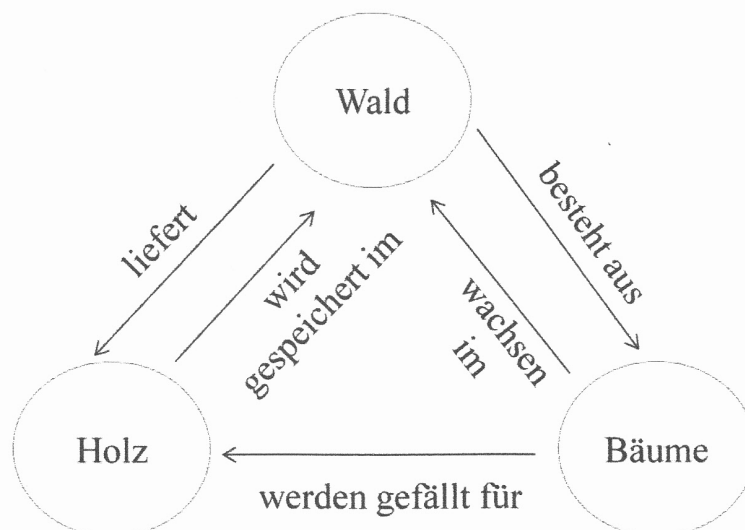 Wald
liefert
wird
gespeichert im
besteht aus
wachsen
im
Holz
Bäume
werden gefällt für